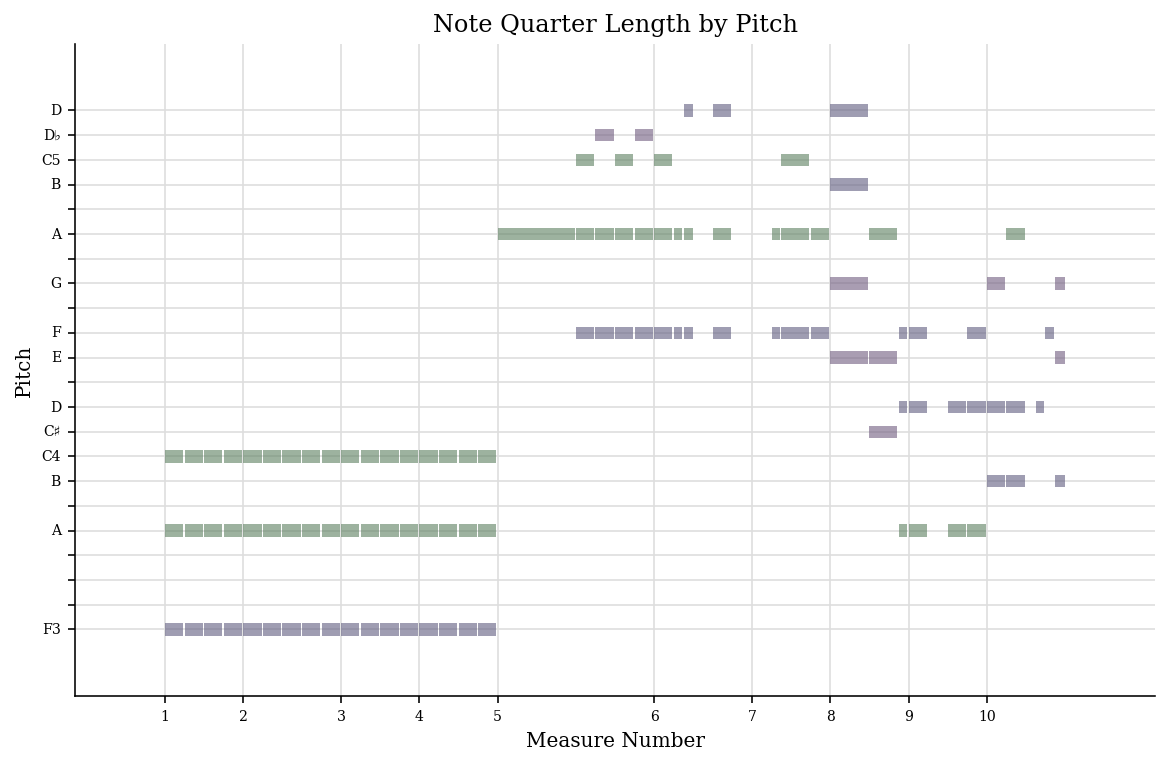 Note Quarter Length by Pitch
D
D♭
C5
B
A
G
F
E
D
C♯
C4
B
A
F3
Pitch
1 2 3 4 5 6 7 8 9 10
Measure Number